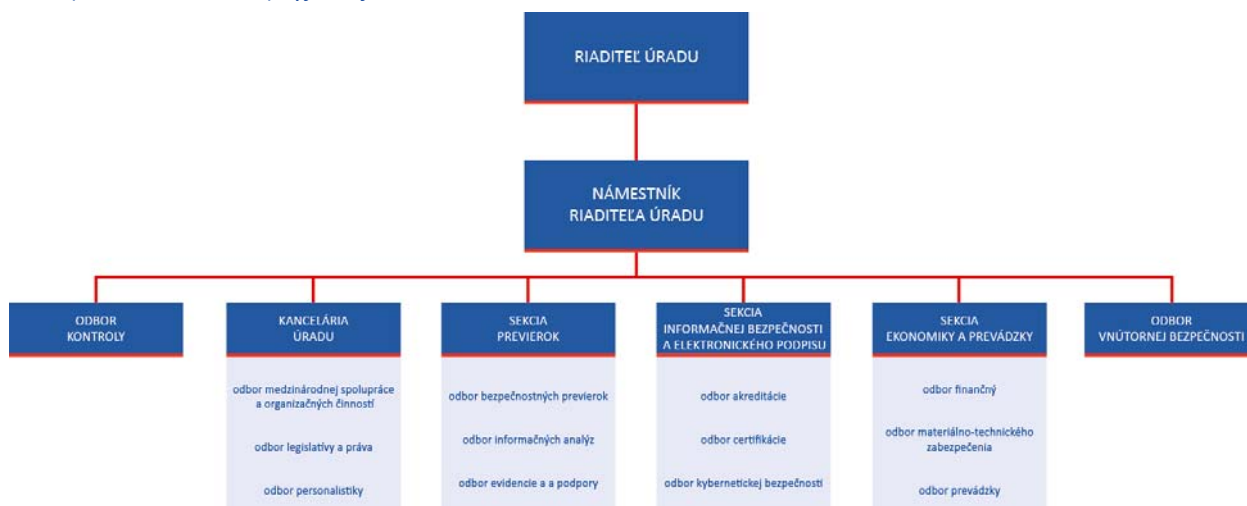 RIADITEĽ ÚRADU
NÁMESTNÍK
RIADITEĽA ÚRADU
ODBOR
KONTROLY
KANCELÁRIA
ÚRADU
odbor medzinárodnej spolupráce
a organizačných činností
odbor legislatívy a práva
odbor personalistiky
SEKCIA
PREVIEROK
odbor bezpečnostných previerok
odbor informačných analýz
odbor evidencie a a podpory
SEKCIA
INFORMAČNEJ BEZPEČNOSTI
A ELEKTRONICKÉHO PODPISU
odbor akreditácie
odbor certifikácie
odbor kybernetickej bezpečnosti
SEKCIA
EKONOMIKY A PREVÁDZKY
odbor finančný
odbor materiálno-technického
zabezpečenia
odbor prevádzky
ODBOR
VNÚTORNEJ BEZPEČNOSTI